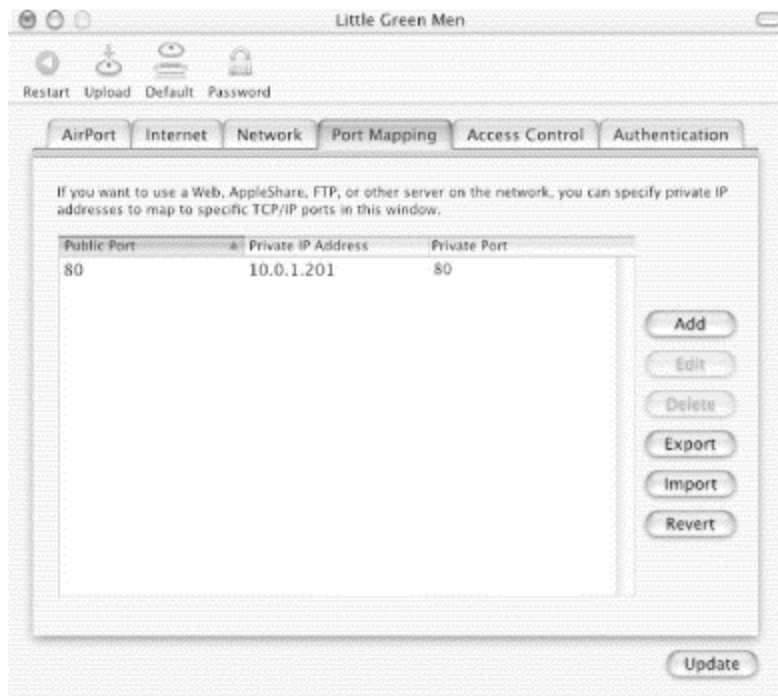 Little Green Men
Restart Upload Default Password
AirPort Internet Network Port Mapping Access Control Authentication
If you want to use a Web, AppleShare, FTP, or other server on the network, you can specify private IP
addresses to map to specific TCP/IP ports in this window.
Public Port Private IP Address Private Port
80 10.0.1.201 80
Add
Edit
Delete
Export
Import
Revert
Update